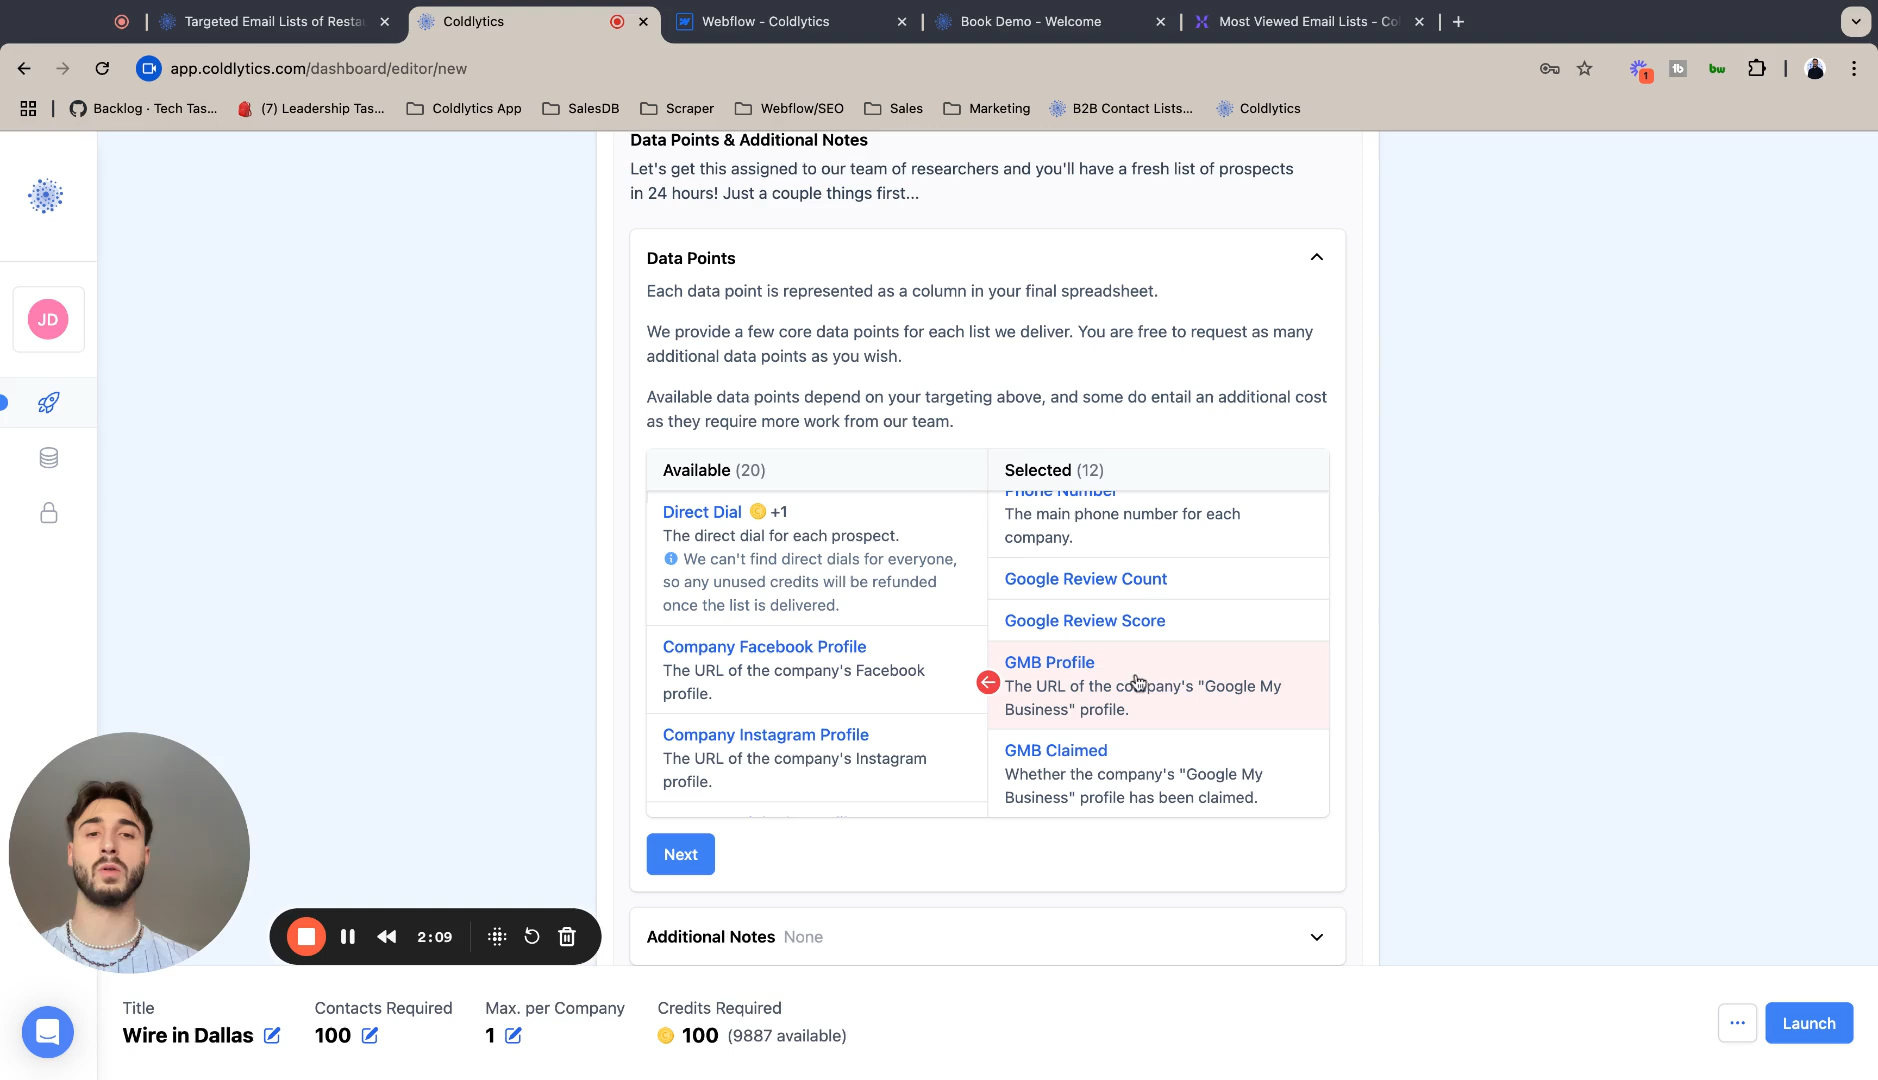 Targeted Email Lists of Restau
Coldlytics
Webflow - Coldlytics
Book Demo - Welcome
Most Viewed Email Lists - Co
app.coldlytics.com/dashboard/editor/new
1
tb
bw
Backlog · Tech Tas...
(7) Leadership Tas...
Coldlytics App
SalesDB
Scraper
Webflow/SEO
Sales
Marketing
B2B Contact Lists...
Coldlytics
JD
Data Points & Additional Notes
Let's get this assigned to our team of researchers and you'll have a fresh list of prospects
in 24 hours! Just a couple things first...
Data Points
Each data point is represented as a column in your final spreadsheet.
We provide a few core data points for each list we deliver. You are free to request as many
additional data points as you wish.
Available data points depend on your targeting above, and some do entail an additional cost
as they require more work from our team.
Available (20)
Direct Dial +1
The direct dial for each prospect.
We can't find direct dials for everyone,
so any unused credits will be refunded
once the list is delivered.
Company Facebook Profile
The URL of the company's Facebook
profile.
Company Instagram Profile
The URL of the company's Instagram
profile.
Selected (12)
Phone Number
The main phone number for each
company.
Google Review Count
Google Review Score
GMB Profile
The URL of the company's "Google My
Business" profile.
GMB Claimed
Whether the company's "Google My
Business" profile has been claimed.
Next
Additional Notes None
2:09
Title
Wire in Dallas
Contacts Required
100
Max. per Company
1
Credits Required
100 (9887 available)
...
Launch